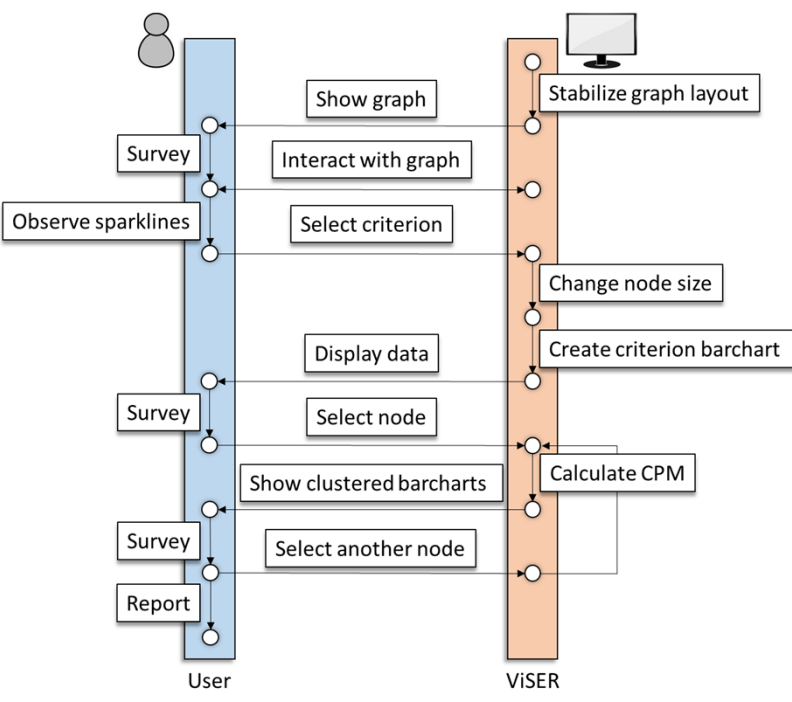 Stabilize graph layout
Show graph
Survey
Interact with graph
Observe sparklines
Select criterion
Change node size
Create criterion barchart
Display data
Survey
Select node
Calculate CPM
Show clustered barcharts
Survey
Select another node
Report
User
ViSER